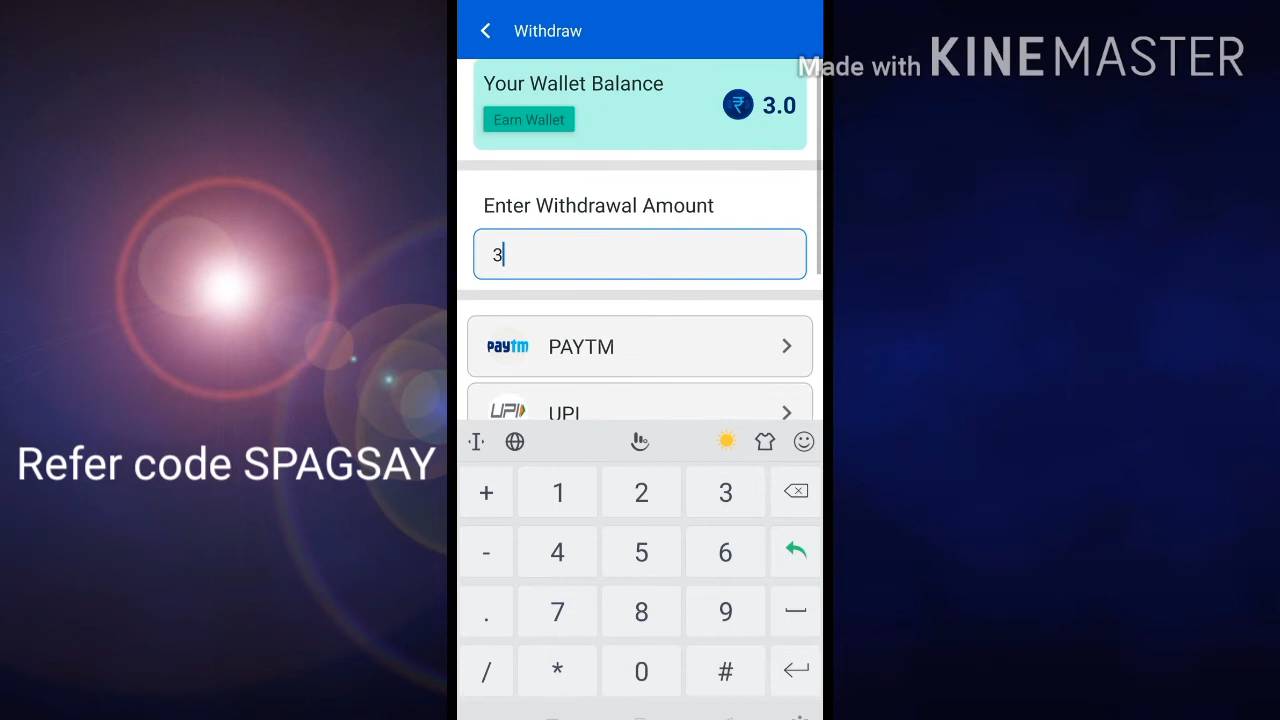 Withdraw
Made with KINEMASTER
Your Wallet Balance
Earn Wallet
₹ 3.0
Enter Withdrawal Amount
3
paytm PAYTM
UPI UPI
Refer code SPAGSAY
+ 1 2 3
- 4 5 6
. 7 8 9
/ * 0 #